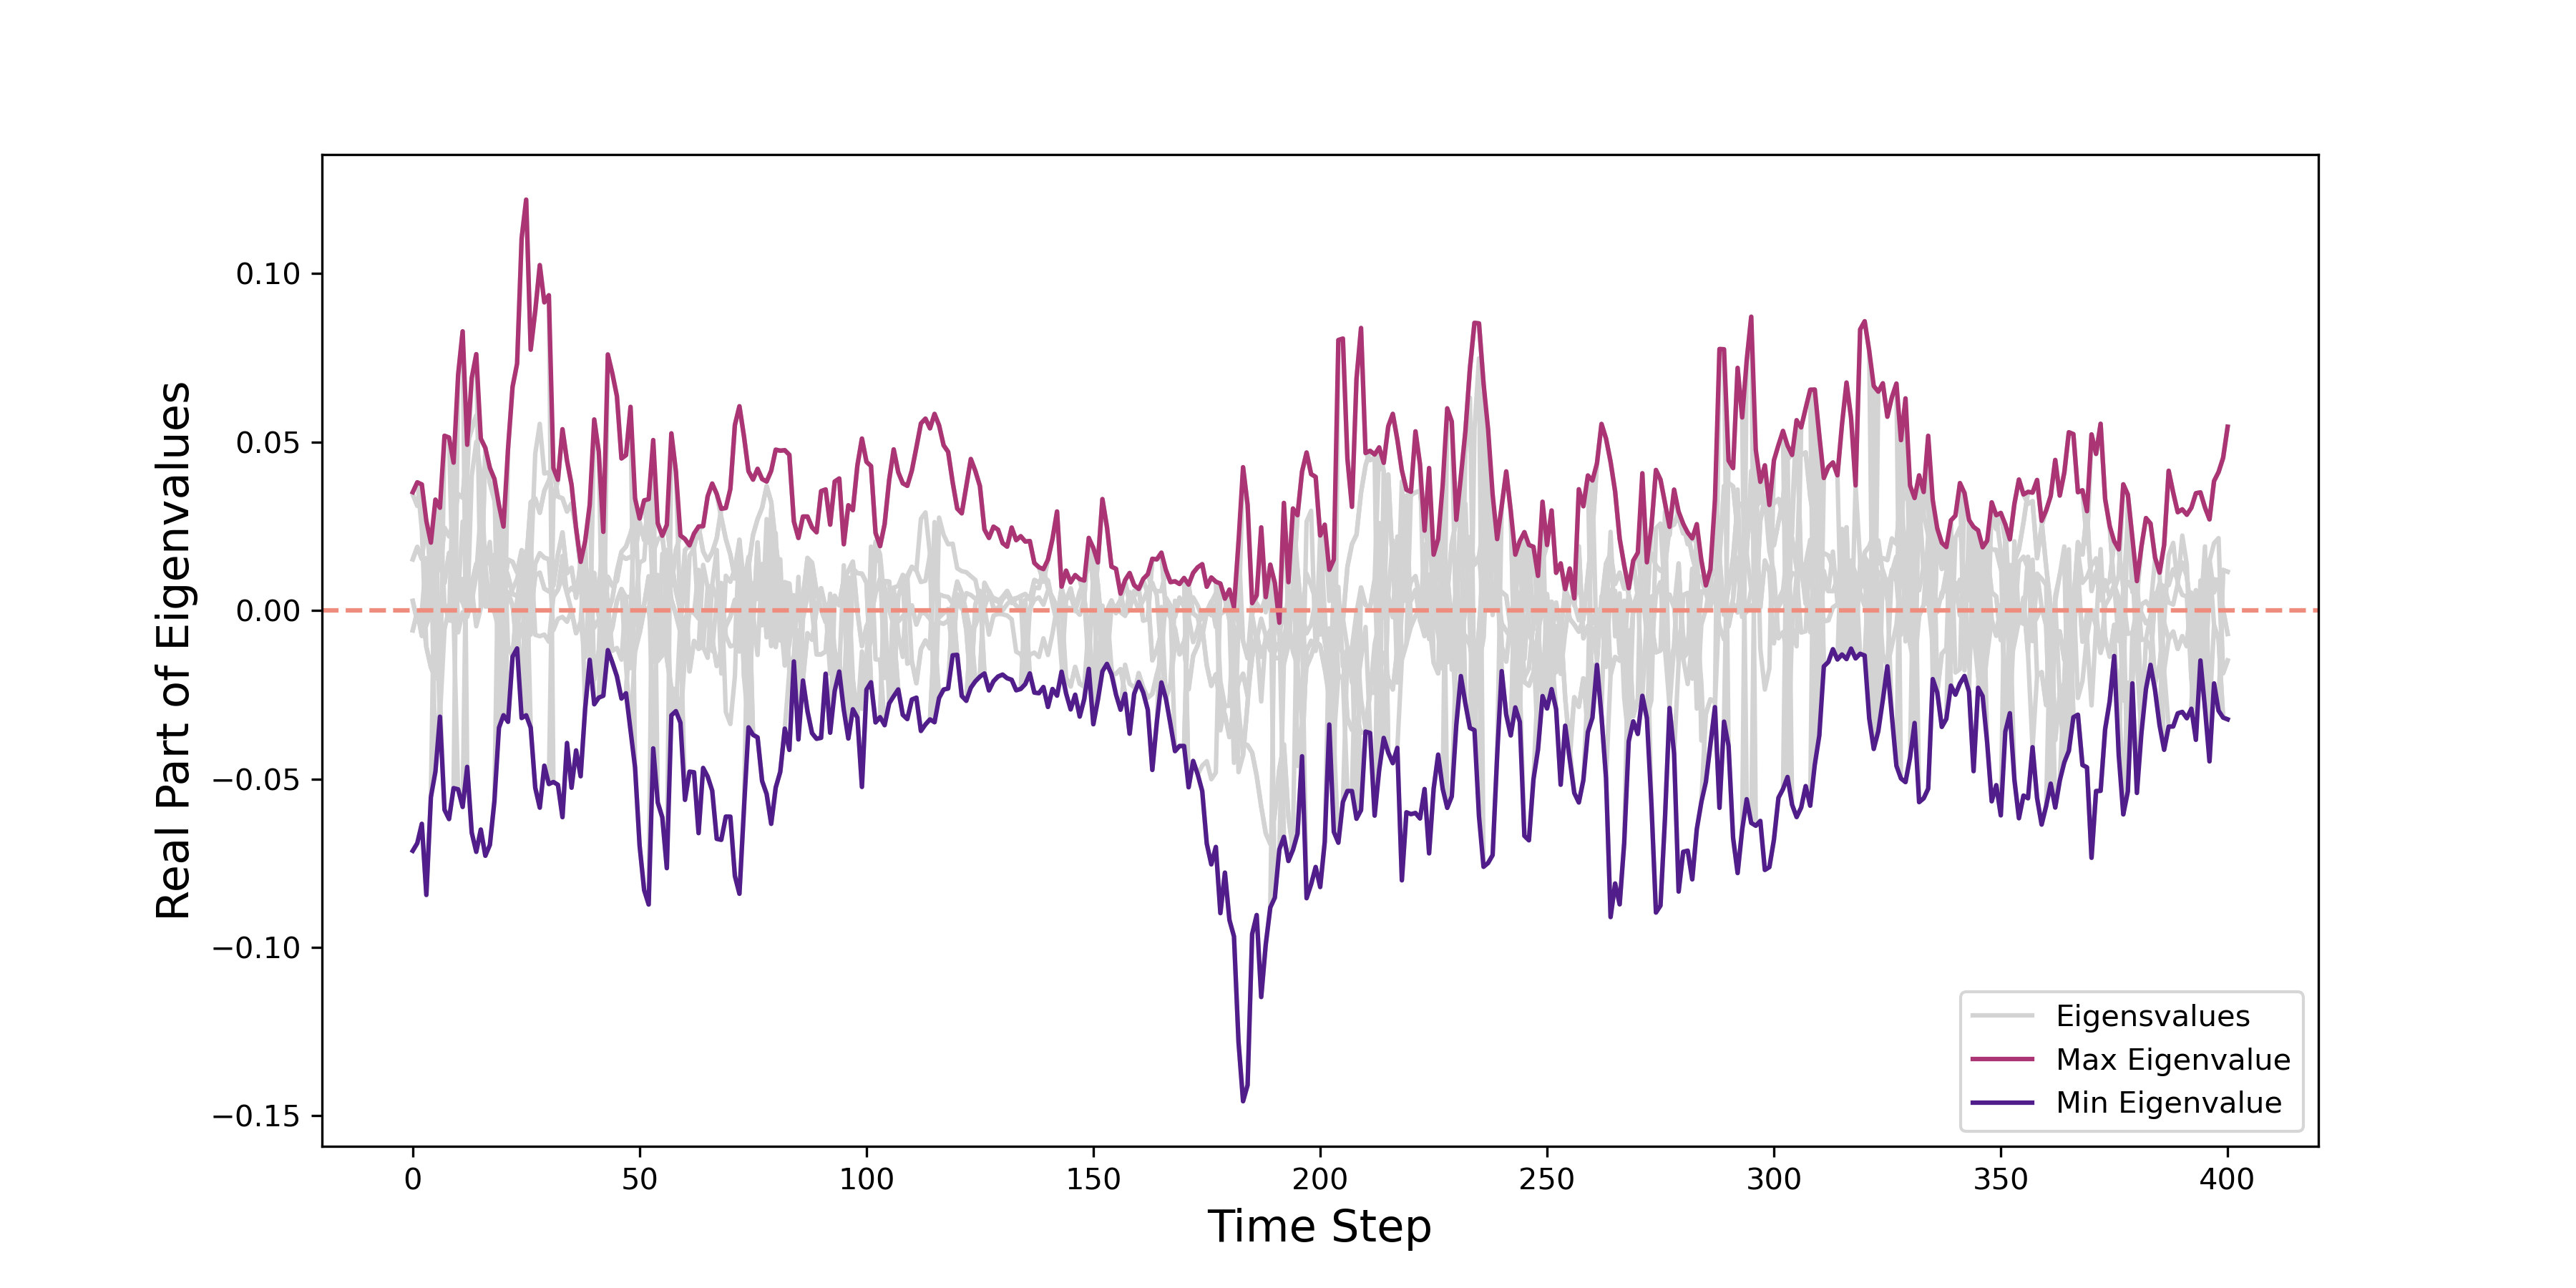 0.10
0.05
0.00
−0.05
−0.10
−0.15
Real Part of Eigenvalues
0 50 100 150 200 250 300 350 400
Time Step
Eigensvalues
Max Eigenvalue
Min Eigenvalue